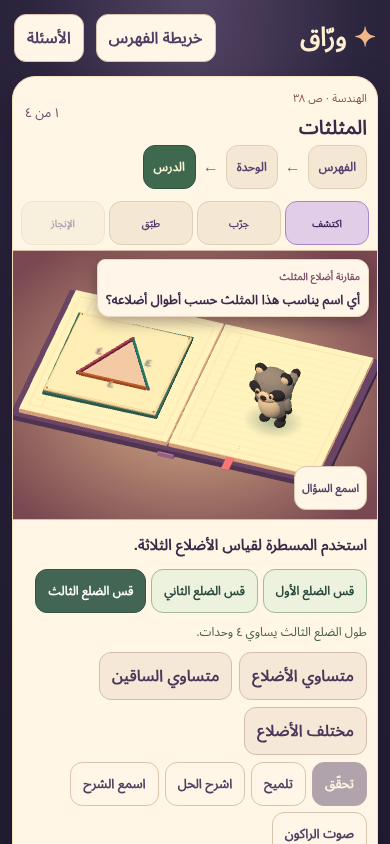 ورّاق
خريطة الفهرس
الأسئلة
الهندسة · ص ٣٨
المثلثات
١ من ٤
الفهرس ← الوحدة ← الدرس
اكتشف
جرّب
طبّق
الإنجاز
مقارنة أضلاع المثلث
أي اسم يناسب هذا المثلث حسب أطوال أضلاعه؟
٤ ٤
٤
اسمع السؤال
استخدم المسطرة لقياس الأضلاع الثلاثة.
قس الضلع الأول
قس الضلع الثاني
قس الضلع الثالث
طول الضلع الثالث يساوي ٤ وحدات.
متساوي الأضلاع
متساوي الساقين
مختلف الأضلاع
تحقّق
تلميح
اشرح الحل
اسمع الشرح
صوت الراكون